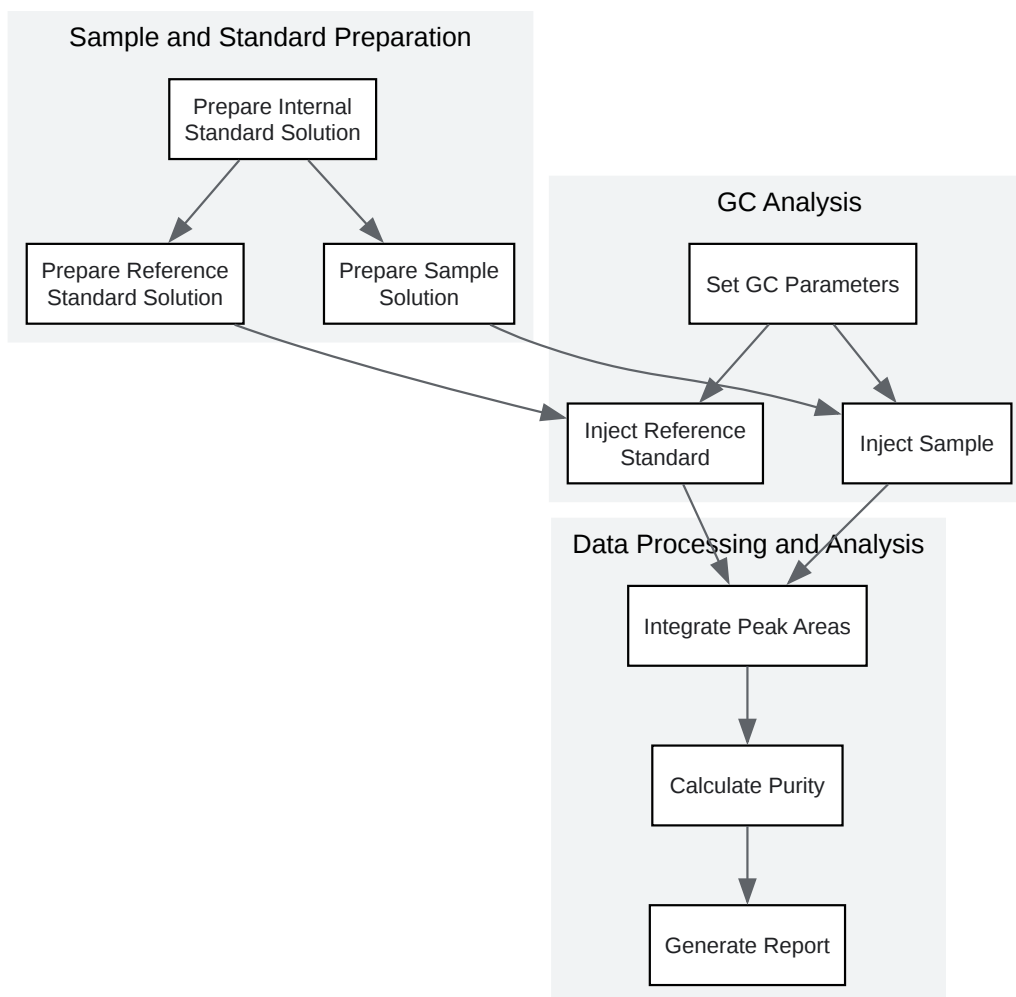 Sample and Standard Preparation
Prepare Internal
Standard Solution
Prepare Reference
Standard Solution
Prepare Sample
Solution
GC Analysis
Set GC Parameters
Inject Reference
Standard
Inject Sample
Data Processing and Analysis
Integrate Peak Areas
Calculate Purity
Generate Report